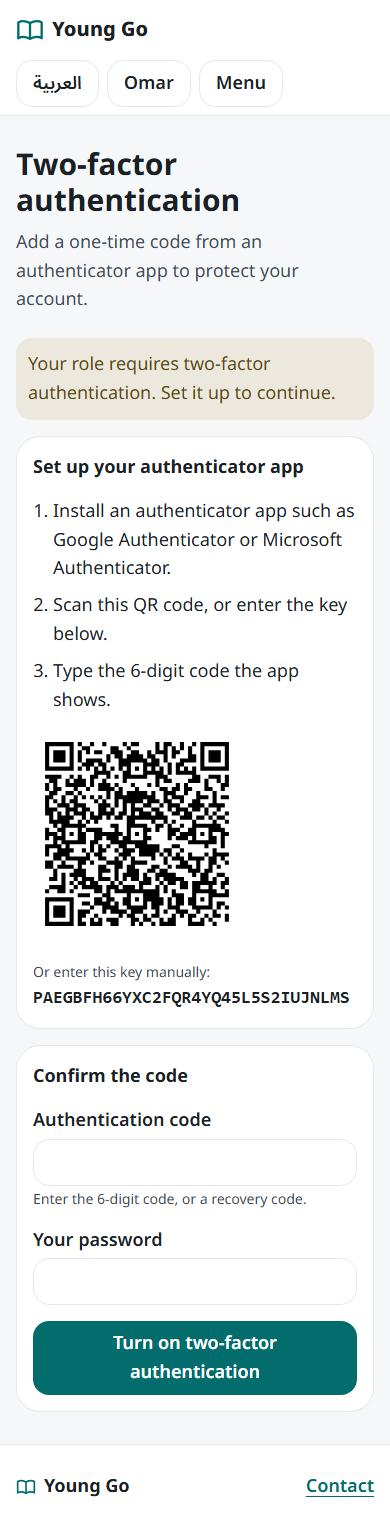 Young Go
العربية
Omar
Menu
Two-factor
authentication
Add a one-time code from an
authenticator app to protect your
account.
Your role requires two-factor
authentication. Set it up to continue.
Set up your authenticator app
1. Install an authenticator app such as
Google Authenticator or Microsoft
Authenticator.
2. Scan this QR code, or enter the key
below.
3. Type the 6-digit code the app
shows.
Or enter this key manually:
PAEGBFH66YXC2FQR4YQ45L5S2IUJNLMS
Confirm the code
Authentication code
Enter the 6-digit code, or a recovery code.
Your password
Turn on two-factor
authentication
Young Go
Contact